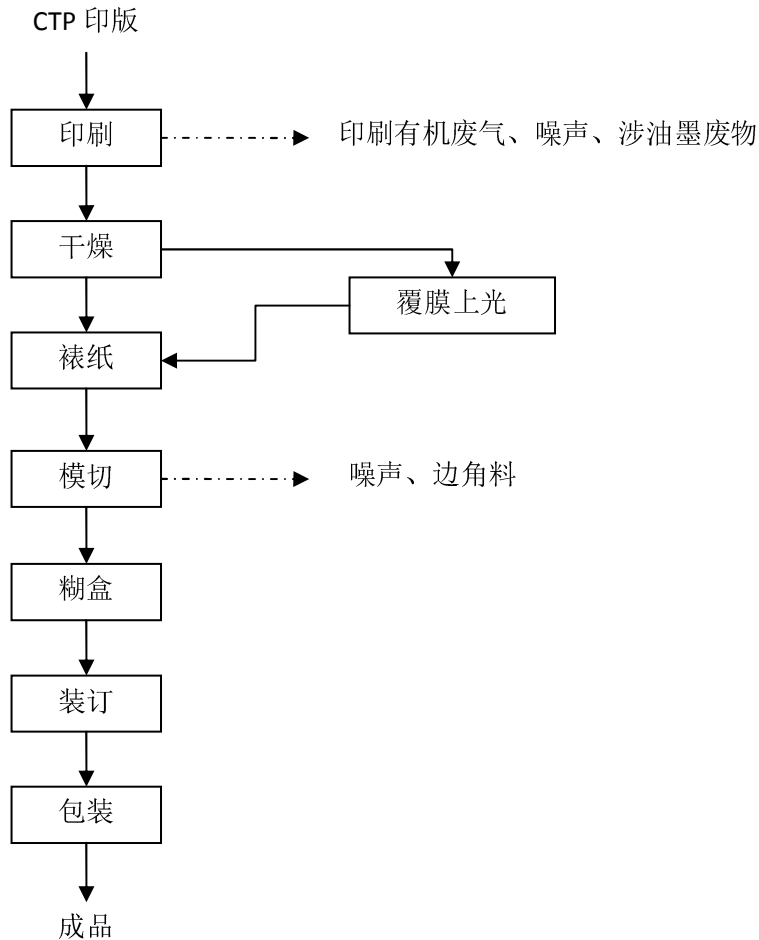 CTP 印版
印刷
印刷有机废气、噪声、涉油墨废物
干燥
覆膜上光
裱纸
模切
噪声、边角料
糊盒
装订
包装
成品